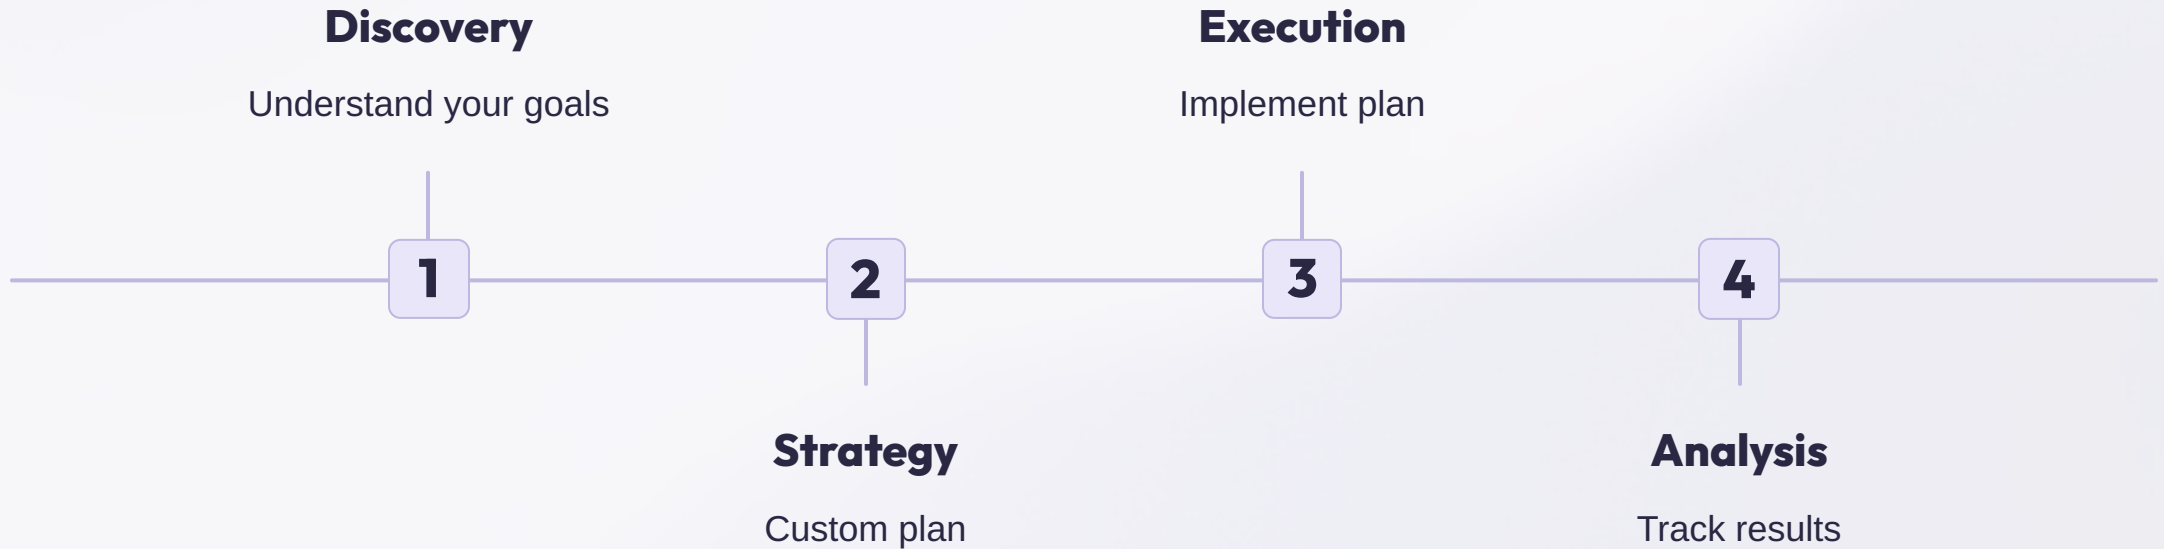 Discovery
Understand your goals
1
2
Strategy
Custom plan
Execution
Implement plan
3
4
Analysis
Track results